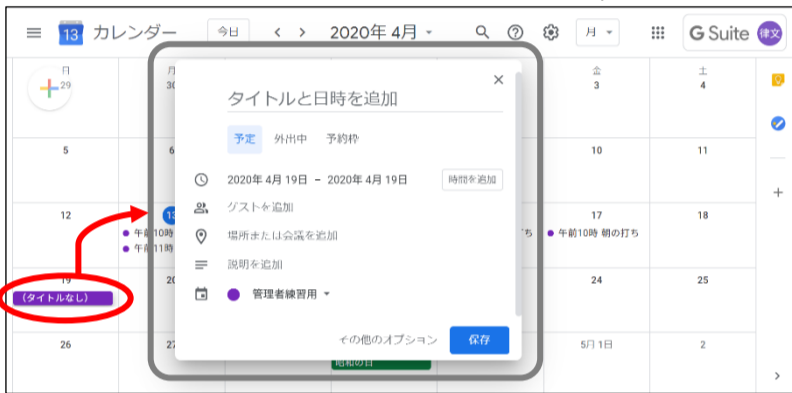 13 カレンダー 今日 < > 2020年 4月 月 G Suite 律文
月 金 土
29 30 3 4
タイトルと日時を追加
予定 外出中 予約枠
5 6 10 11
2020年 4月 19日 – 2020年 4月 19日 時間を追加
ゲストを追加
12 13 17 18
午前10時 午前10時 朝の打ち
午前11時
場所または会議を追加
説明を追加
19 20 24 25
(タイトルなし)
管理者練習用
その他のオプション 保存
26 27 5月 1日 2
昭和の日